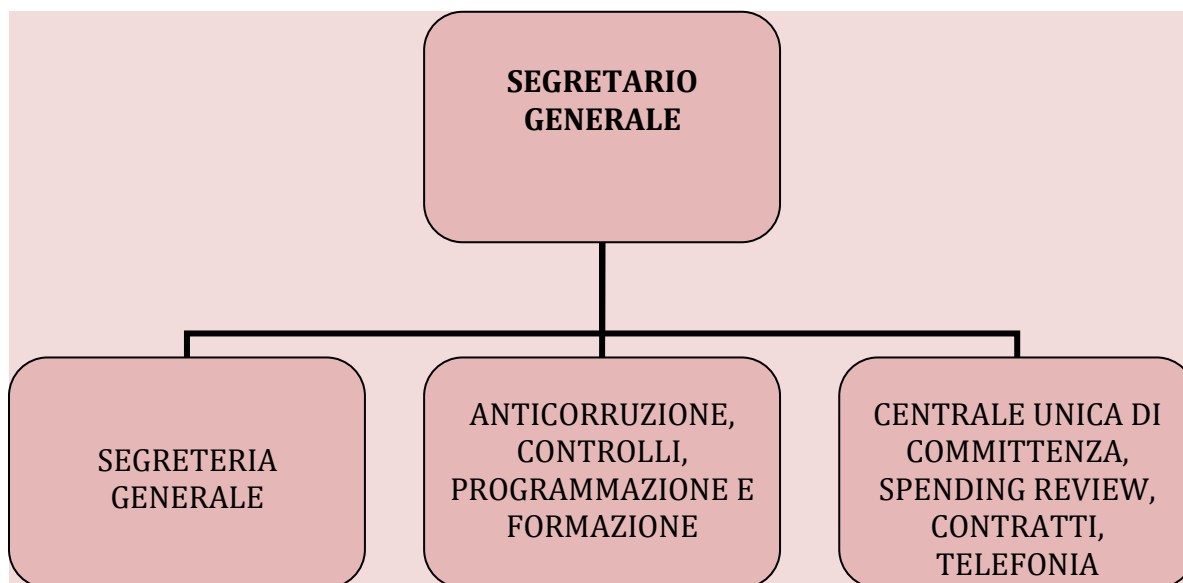 SEGRETARIO
GENERALE
SEGRETERIA
GENERALE
ANTICORRUZIONE,
CONTROLLI,
PROGRAMMAZIONE E
FORMAZIONE
CENTRALE UNICA DI
COMMITTENZA,
SPENDING REVIEW,
CONTRATTI,
TELEFONIA